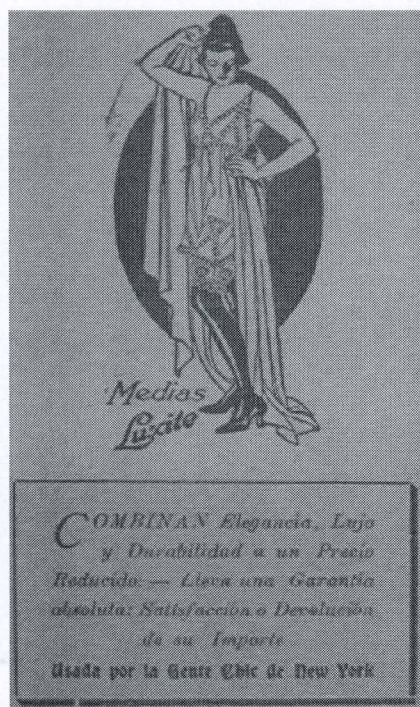 Medias
Luxite
COMBINAN Elegancia, Lujo
y Durabilidad a un Precio
Reducido — Lleva una Garantía
absoluta: Satisfacción o Devolución
de su Importe
Usada por la Gente Chic de New York